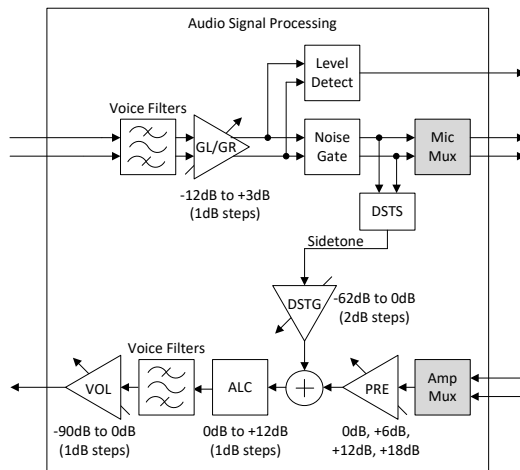 Audio Signal Processing
Level
Detect
Voice Filters
GL/GR
Noise
Gate
Mic
Mux
-12dB to +3dB
(1dB steps)
DSTS
Sidetone
DSTG
-62dB to 0dB
(2dB steps)
Voice Filters
VOL
ALC
+
PRE
Amp
Mux
-90dB to 0dB
(1dB steps)
0dB to +12dB
(1dB steps)
0dB, +6dB,
+12dB, +18dB